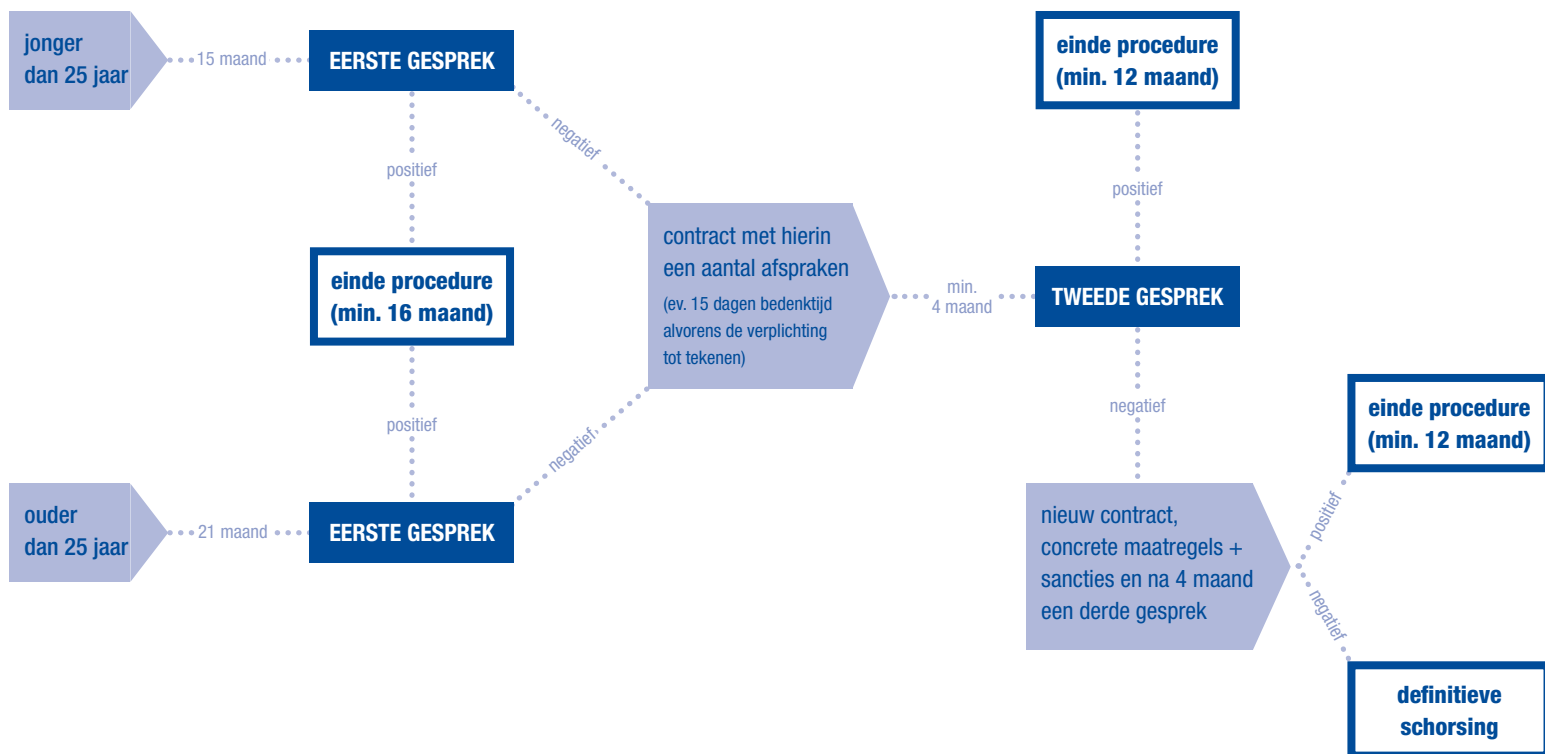 jonger
dan 25 jaar
15 maand
EERSTE GESPREK
positief
negatief
einde procedure
(min. 16 maand)
positief
negatief
ouder
dan 25 jaar
21 maand
EERSTE GESPREK
contract met hierin
een aantal afspraken
(ev. 15 dagen bedenktijd
alvorens de verplichting
tot tekenen)
min.
4 maand
einde procedure
(min. 12 maand)
positief
TWEEDE GESPREK
negatief
nieuw contract,
concrete maatregels +
sancties en na 4 maand
een derde gesprek
positief
einde procedure
(min. 12 maand)
negatief
definitieve
schorsing